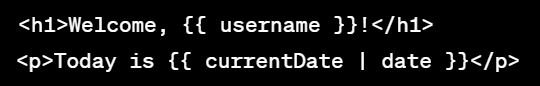 <h1>Welcome, {{ username }}!</h1>
<p>Today is {{ currentDate | date }}</p>